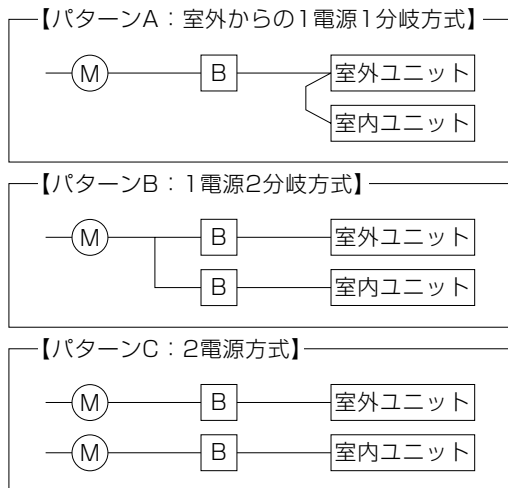 【パターンA：室外からの1電源1分岐方式】
M B 室外ユニット
室内ユニット
【パターンB：1電源2分岐方式】
M B 室外ユニット
B 室内ユニット
【パターンC：2電源方式】
M B 室外ユニット
M B 室内ユニット